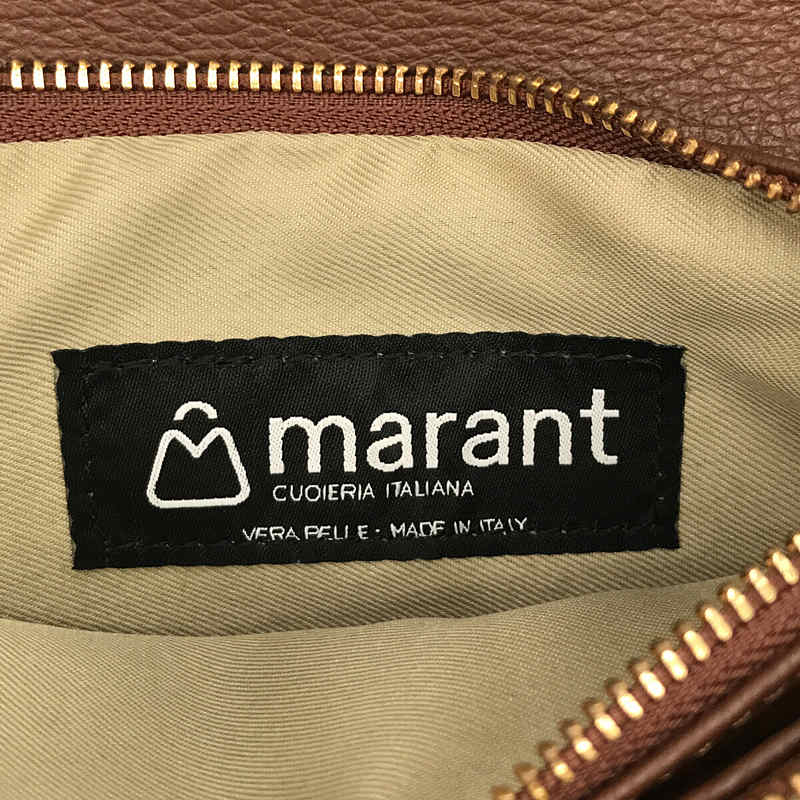 marant
CUOIERIA ITALIANA
VERA PELLE - MADE IN ITALY